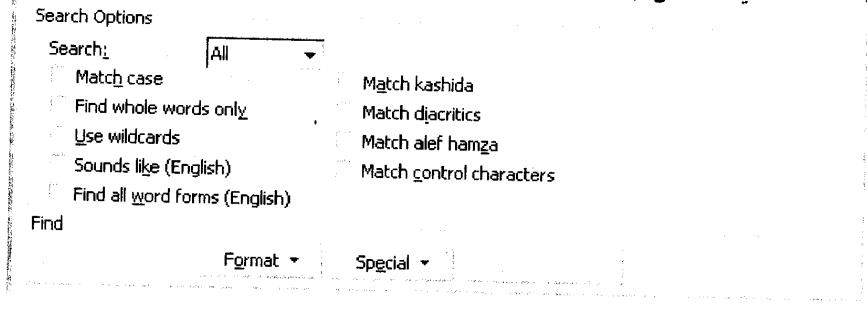 Search Options
Search:
All
Match case
Find whole words only
Use wildcards
Sounds like (English)
Find all word forms (English)
Match kashida
Match diacritics
Match alef hamza
Match control characters
Find
Format
Special